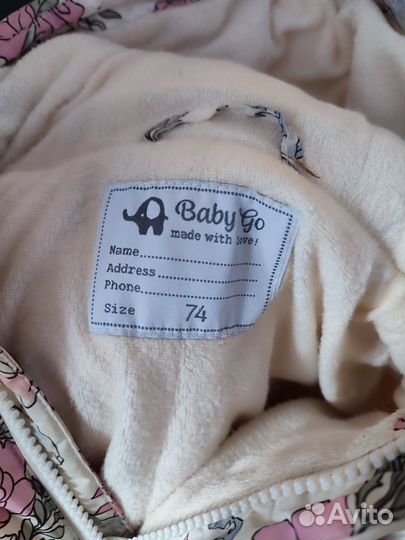 Baby Go
made with love!
Name
Address
Phone
Size 74
Avito